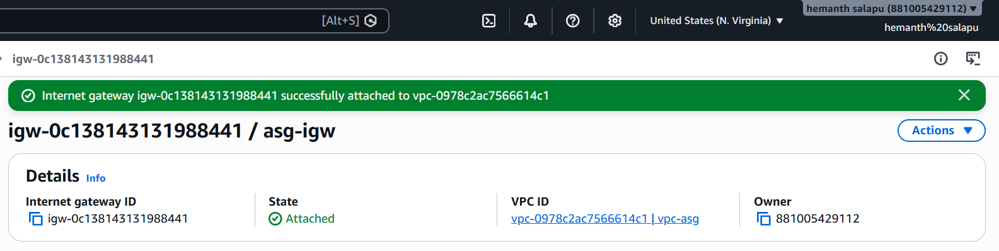 [Alt+S]
United States (N. Virginia)
hemanth salapu (881005429112)
hemanth%20salapu
igw-0c138143131988441
Internet gateway igw-0c138143131988441 successfully attached to vpc-0978c2ac7566614c1
igw-0c138143131988441 / asg-igw
Actions
Details Info
Internet gateway ID
igw-0c138143131988441
State
Attached
VPC ID
vpc-0978c2ac7566614c1 | vpc-asg
Owner
881005429112